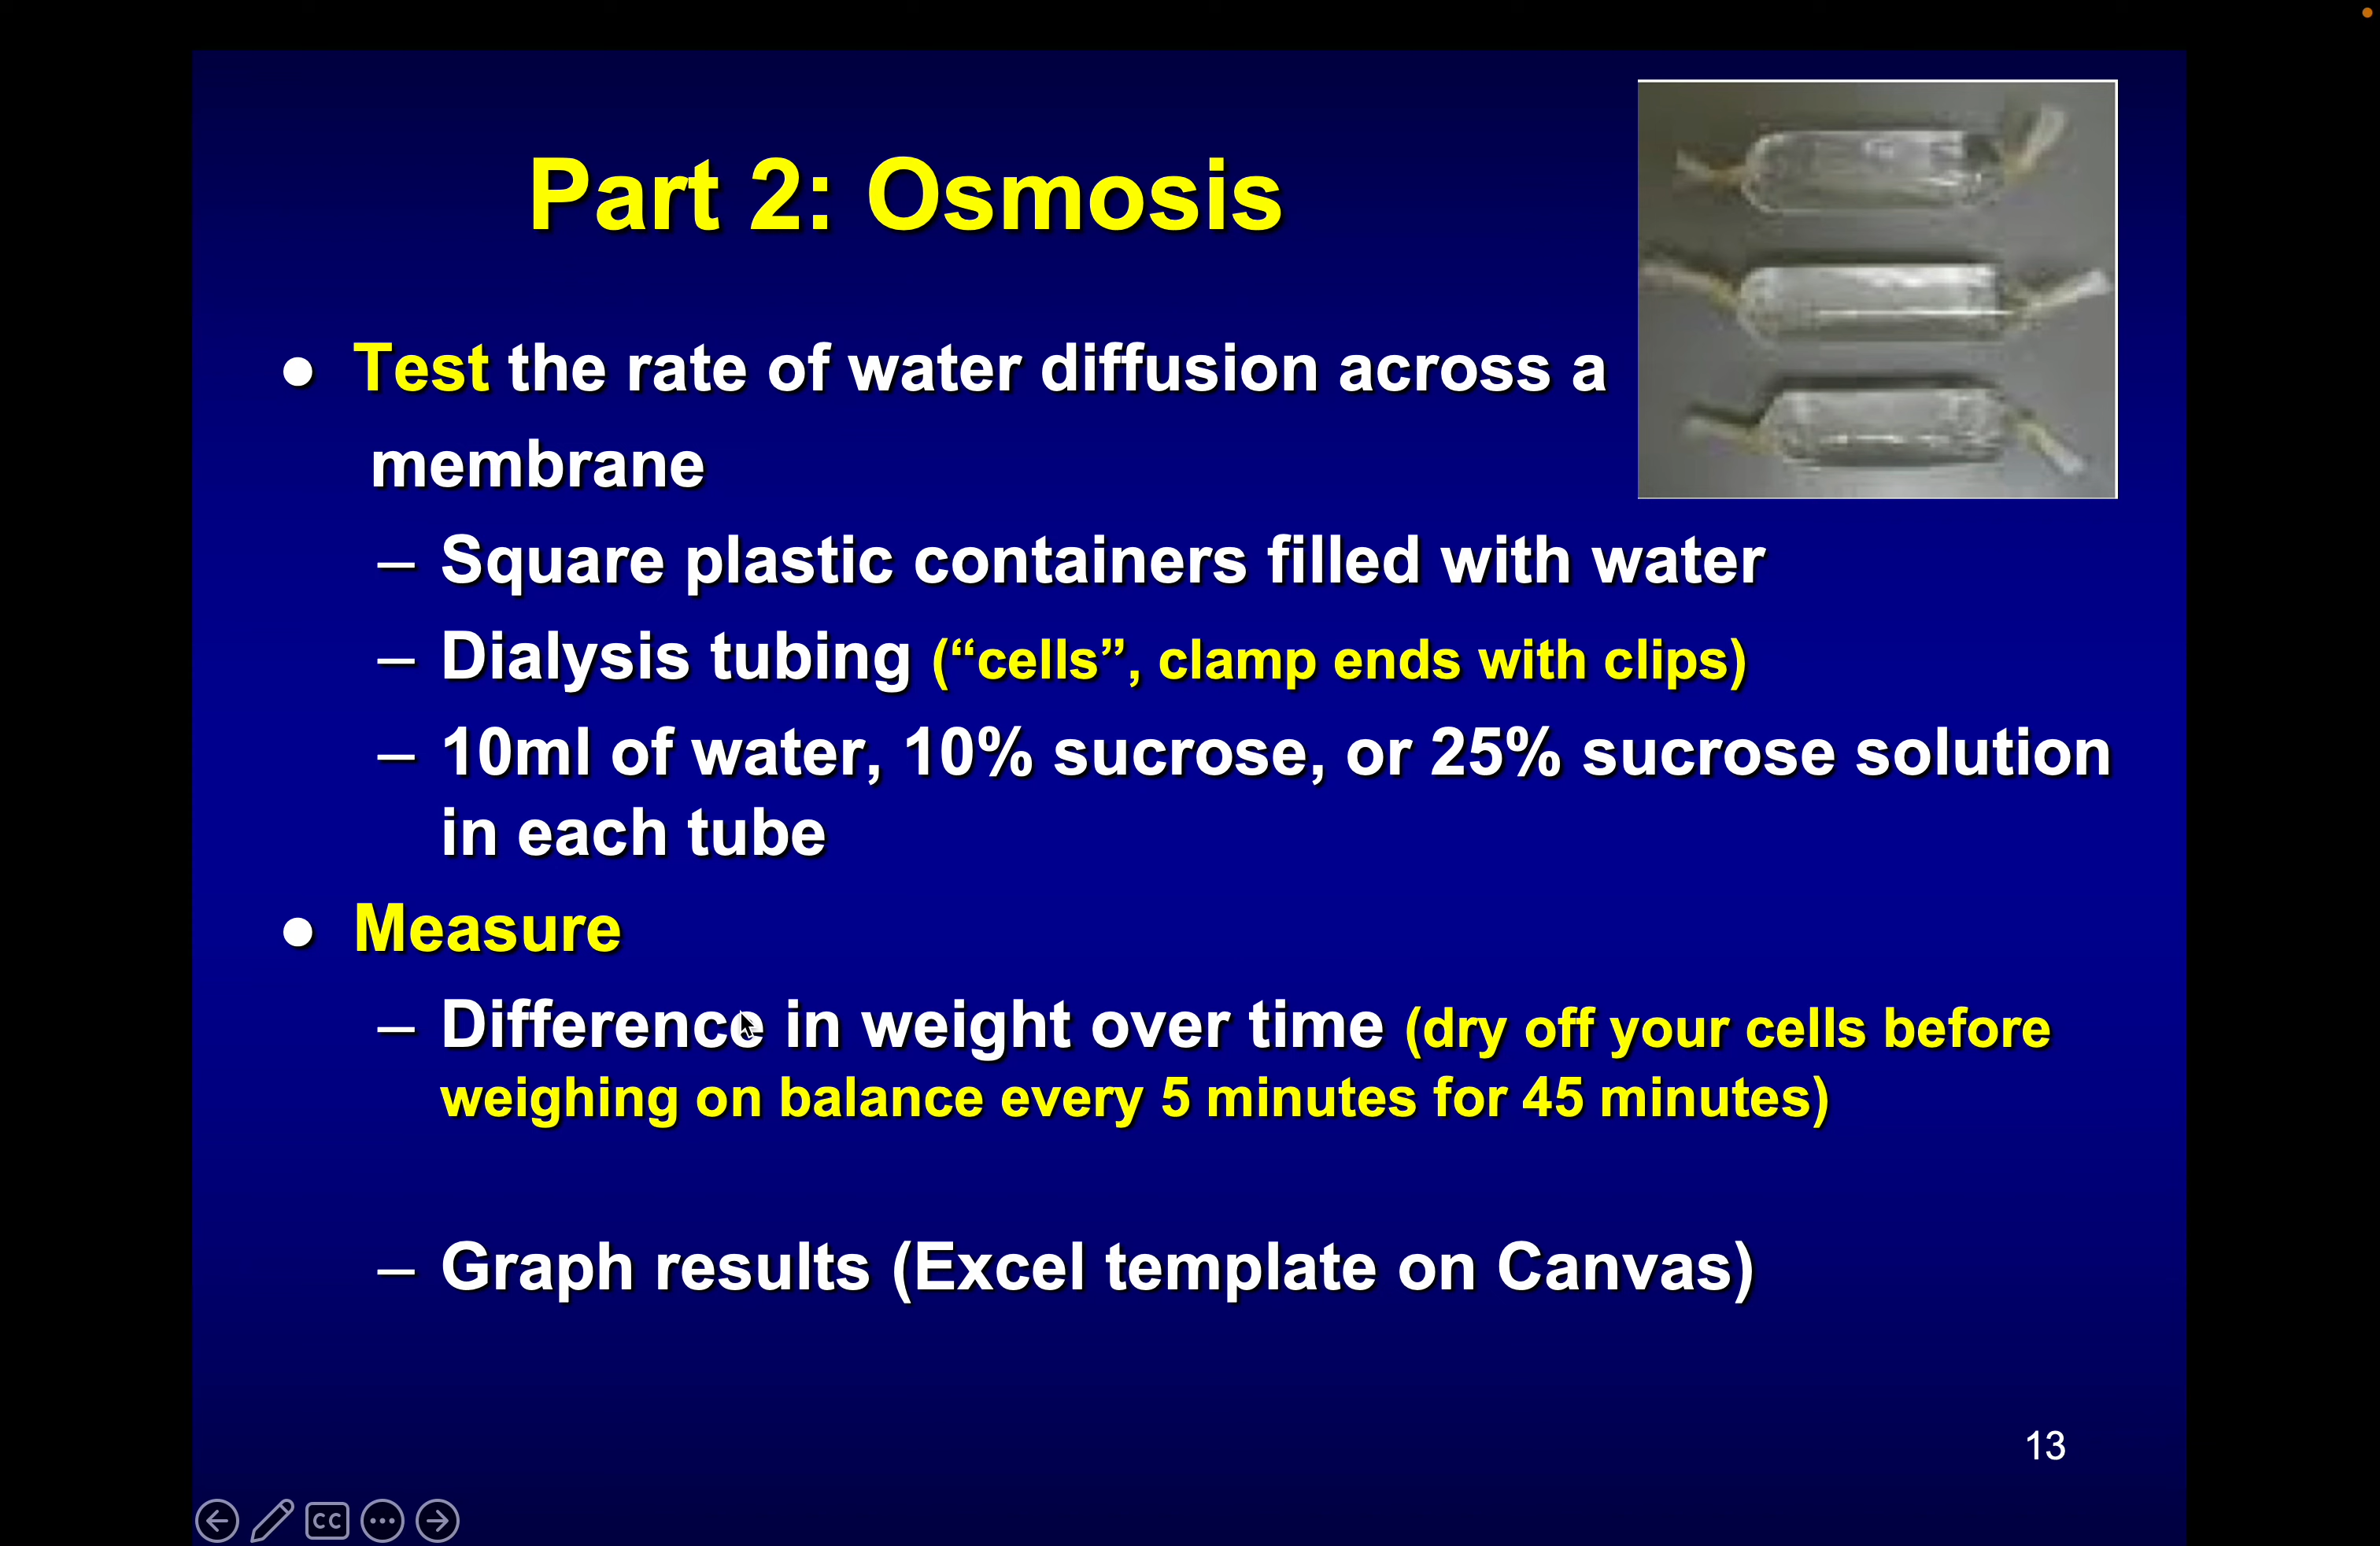 Part 2: Osmosis
● Test the rate of water diffusion across a
membrane
– Square plastic containers filled with water
– Dialysis tubing (“cells”, clamp ends with clips)
– 10ml of water, 10% sucrose, or 25% sucrose solution
in each tube
● Measure
– Difference in weight over time (dry off your cells before
weighing on balance every 5 minutes for 45 minutes)
– Graph results (Excel template on Canvas)
13
CC